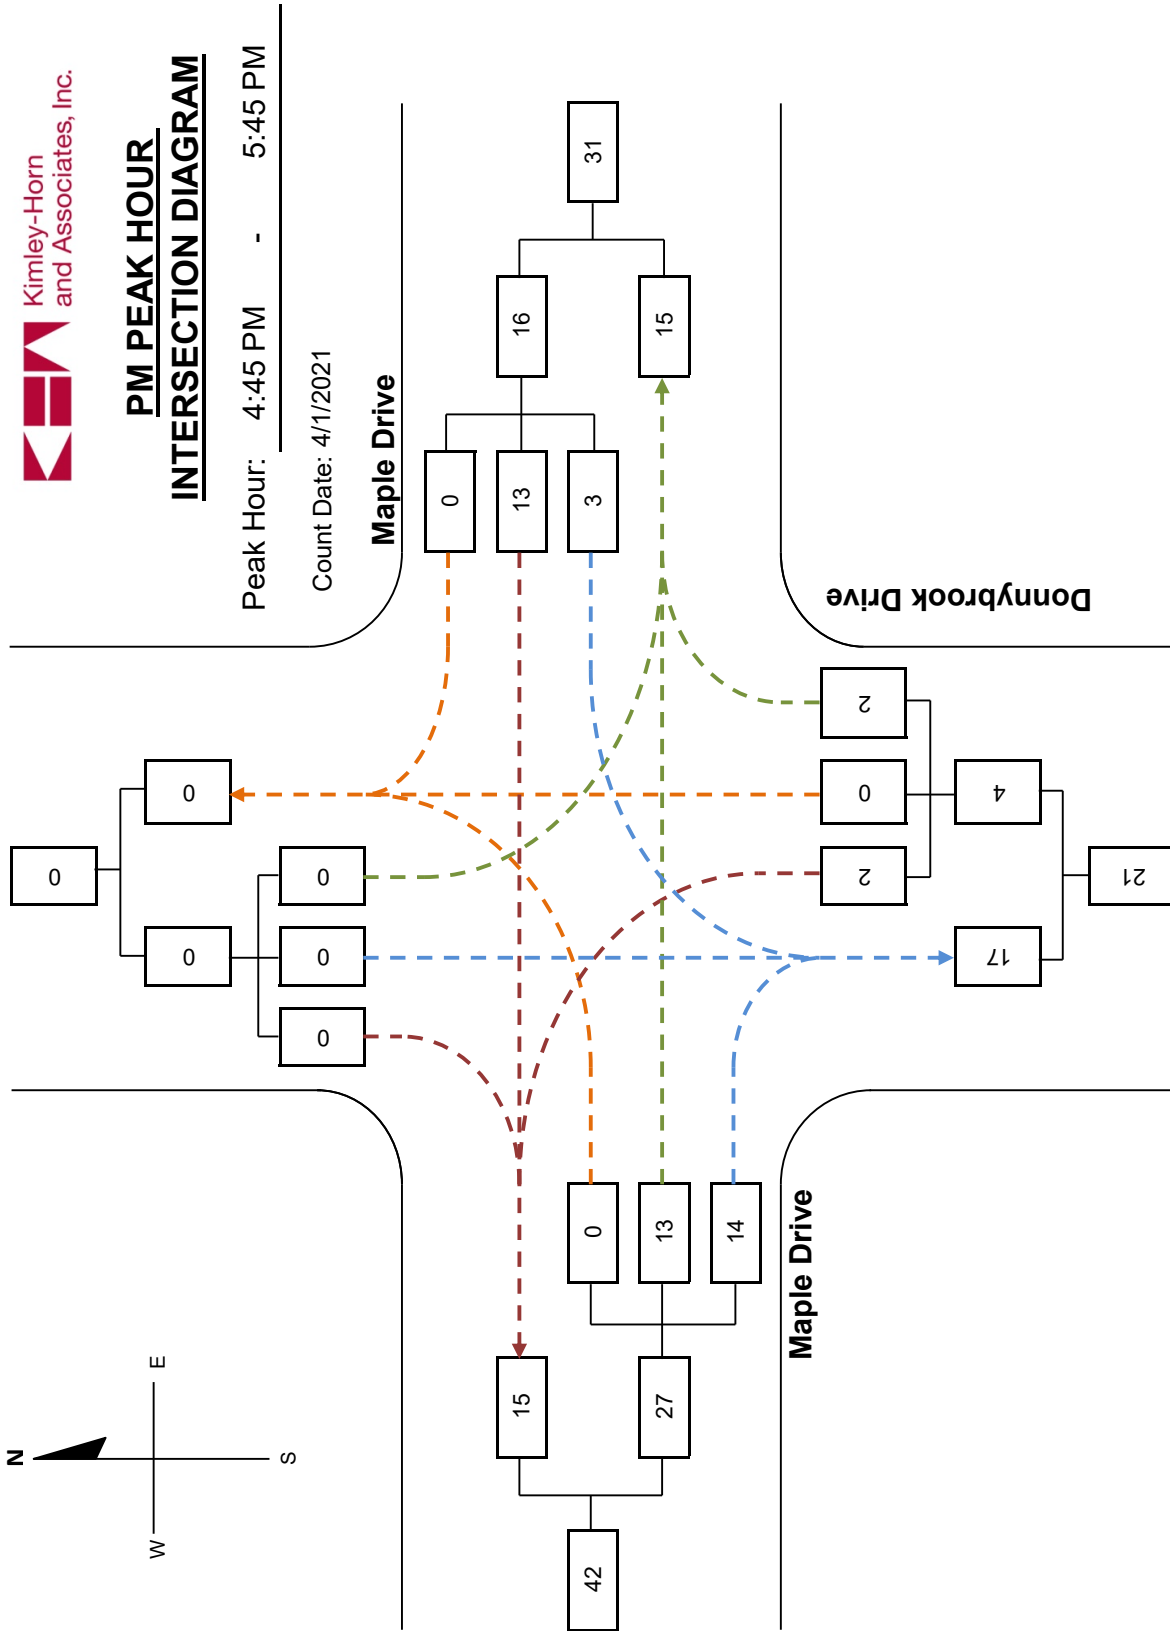 Kimley-Horn
and Associates, Inc.
N
W E
S
PM PEAK HOUR
INTERSECTION DIAGRAM
Peak Hour: 4:45 PM - 5:45 PM
Count Date: 4/1/2021
0
0 0
0 0 0
Maple Drive
0
15 13 16
42 0 3 31
27 13 15
14
Maple Drive
2 0 2
Donnybrook Drive
17 4
21